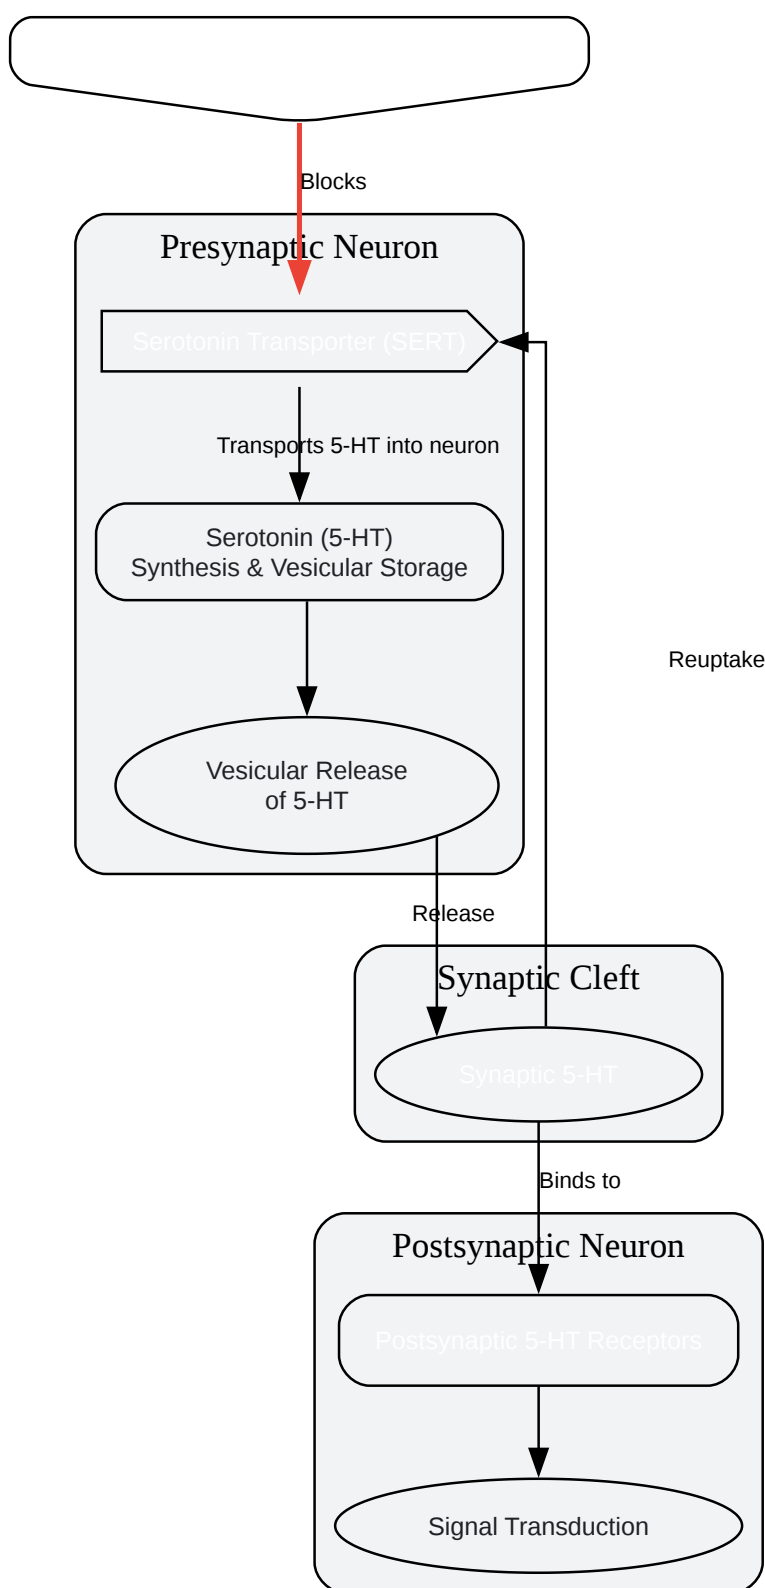 Blocks
Presynaptic Neuron
Serotonin Transporter (SERT)
Transports 5-HT into neuron
Serotonin (5-HT)
Synthesis & Vesicular Storage
Reuptake
Vesicular Release
of 5-HT
Release
Synaptic Cleft
Synaptic 5-HT
Binds to
Postsynaptic Neuron
Postsynaptic 5-HT Receptors
Signal Transduction